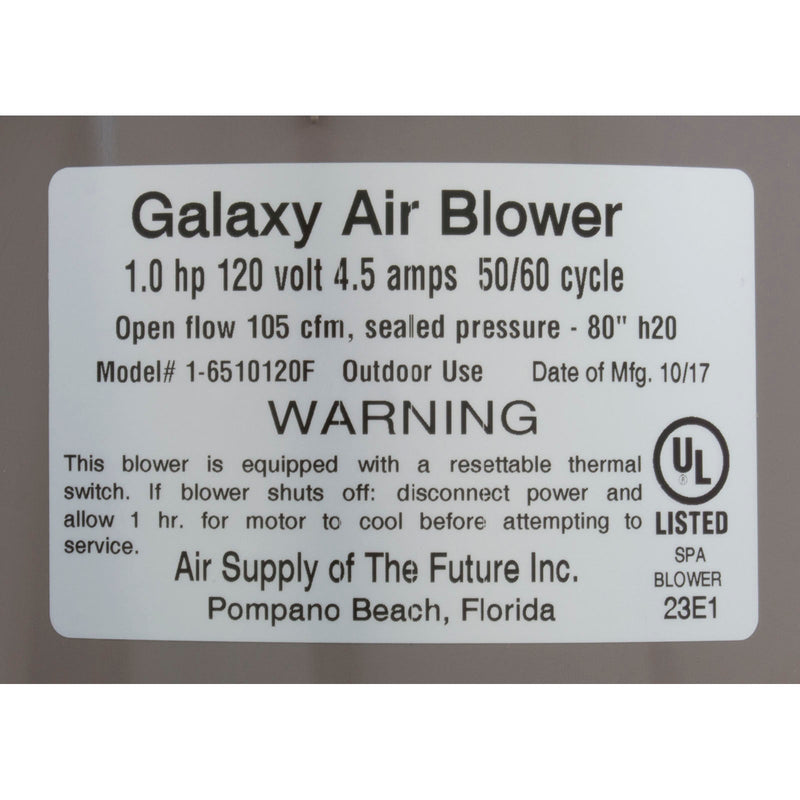 Galaxy Air Blower
1.0 hp 120 volt 4.5 amps 50/60 cycle
Open flow 105 cfm, sealed pressure - 80" h20
Model# 1-6510120F Outdoor Use Date of Mfg. 10/17
WARNING
This blower is equipped with a resettable thermal
switch. If blower shuts off: disconnect power and
allow 1 hr. for motor to cool before attempting to
service.
Air Supply of The Future Inc.
Pompano Beach, Florida
UL
®
LISTED
SPA
BLOWER
23E1